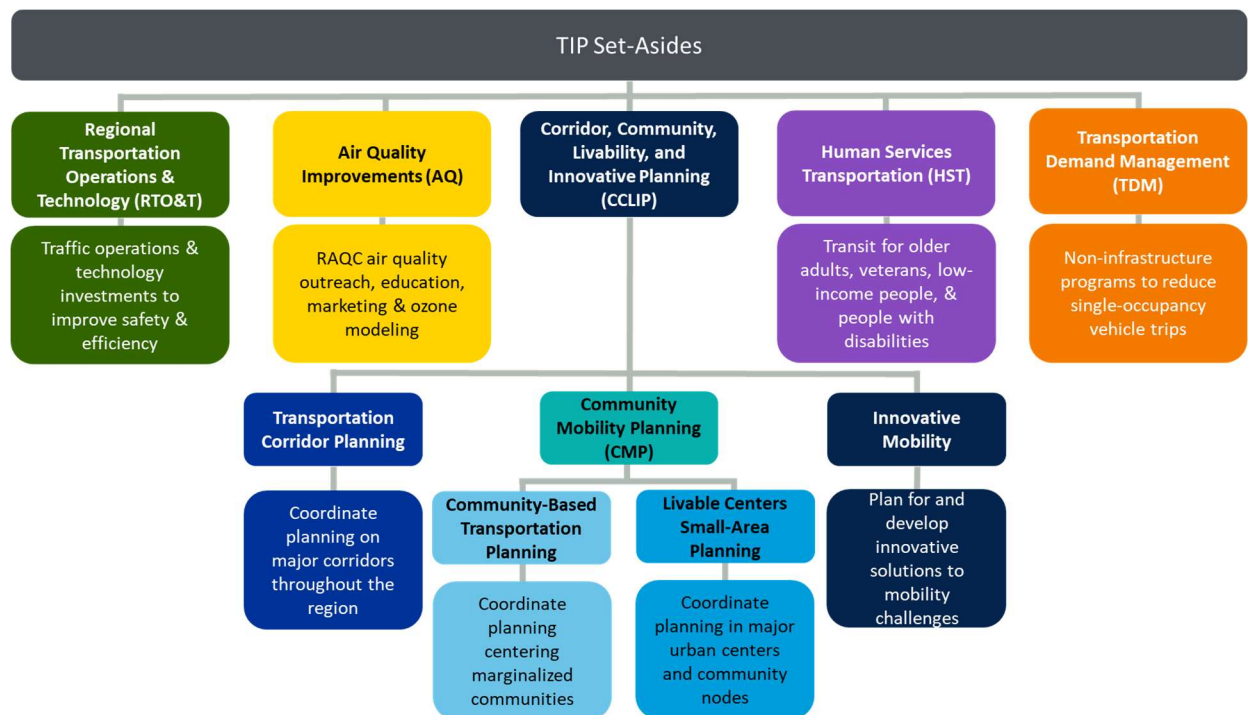 TIP Set-Asides
Regional
Transportation
Operations &
Technology (RTO&T)
Air Quality
Improvements (AQ)
Corridor, Community,
Livability, and
Innovative Planning
(CCLIP)
Human Services
Transportation (HST)
Transportation
Demand Management
(TDM)
Traffic operations &
technology
investments to
improve safety &
efficiency
RAQC air quality
outreach, education,
marketing & ozone
modeling
Transit for older
adults, veterans, low-
income people, &
people with
disabilities
Non-infrastructure
programs to reduce
single-occupancy
vehicle trips
Transportation
Corridor Planning
Community
Mobility Planning
(CMP)
Innovative
Mobility
Coordinate
planning on
major corridors
throughout the
region
Community-Based
Transportation
Planning
Livable Centers
Small-Area
Planning
Plan for and
develop
innovative
solutions to
mobility
challenges
Coordinate
planning
centering
marginalized
communities
Coordinate
planning in major
urban centers
and community
nodes